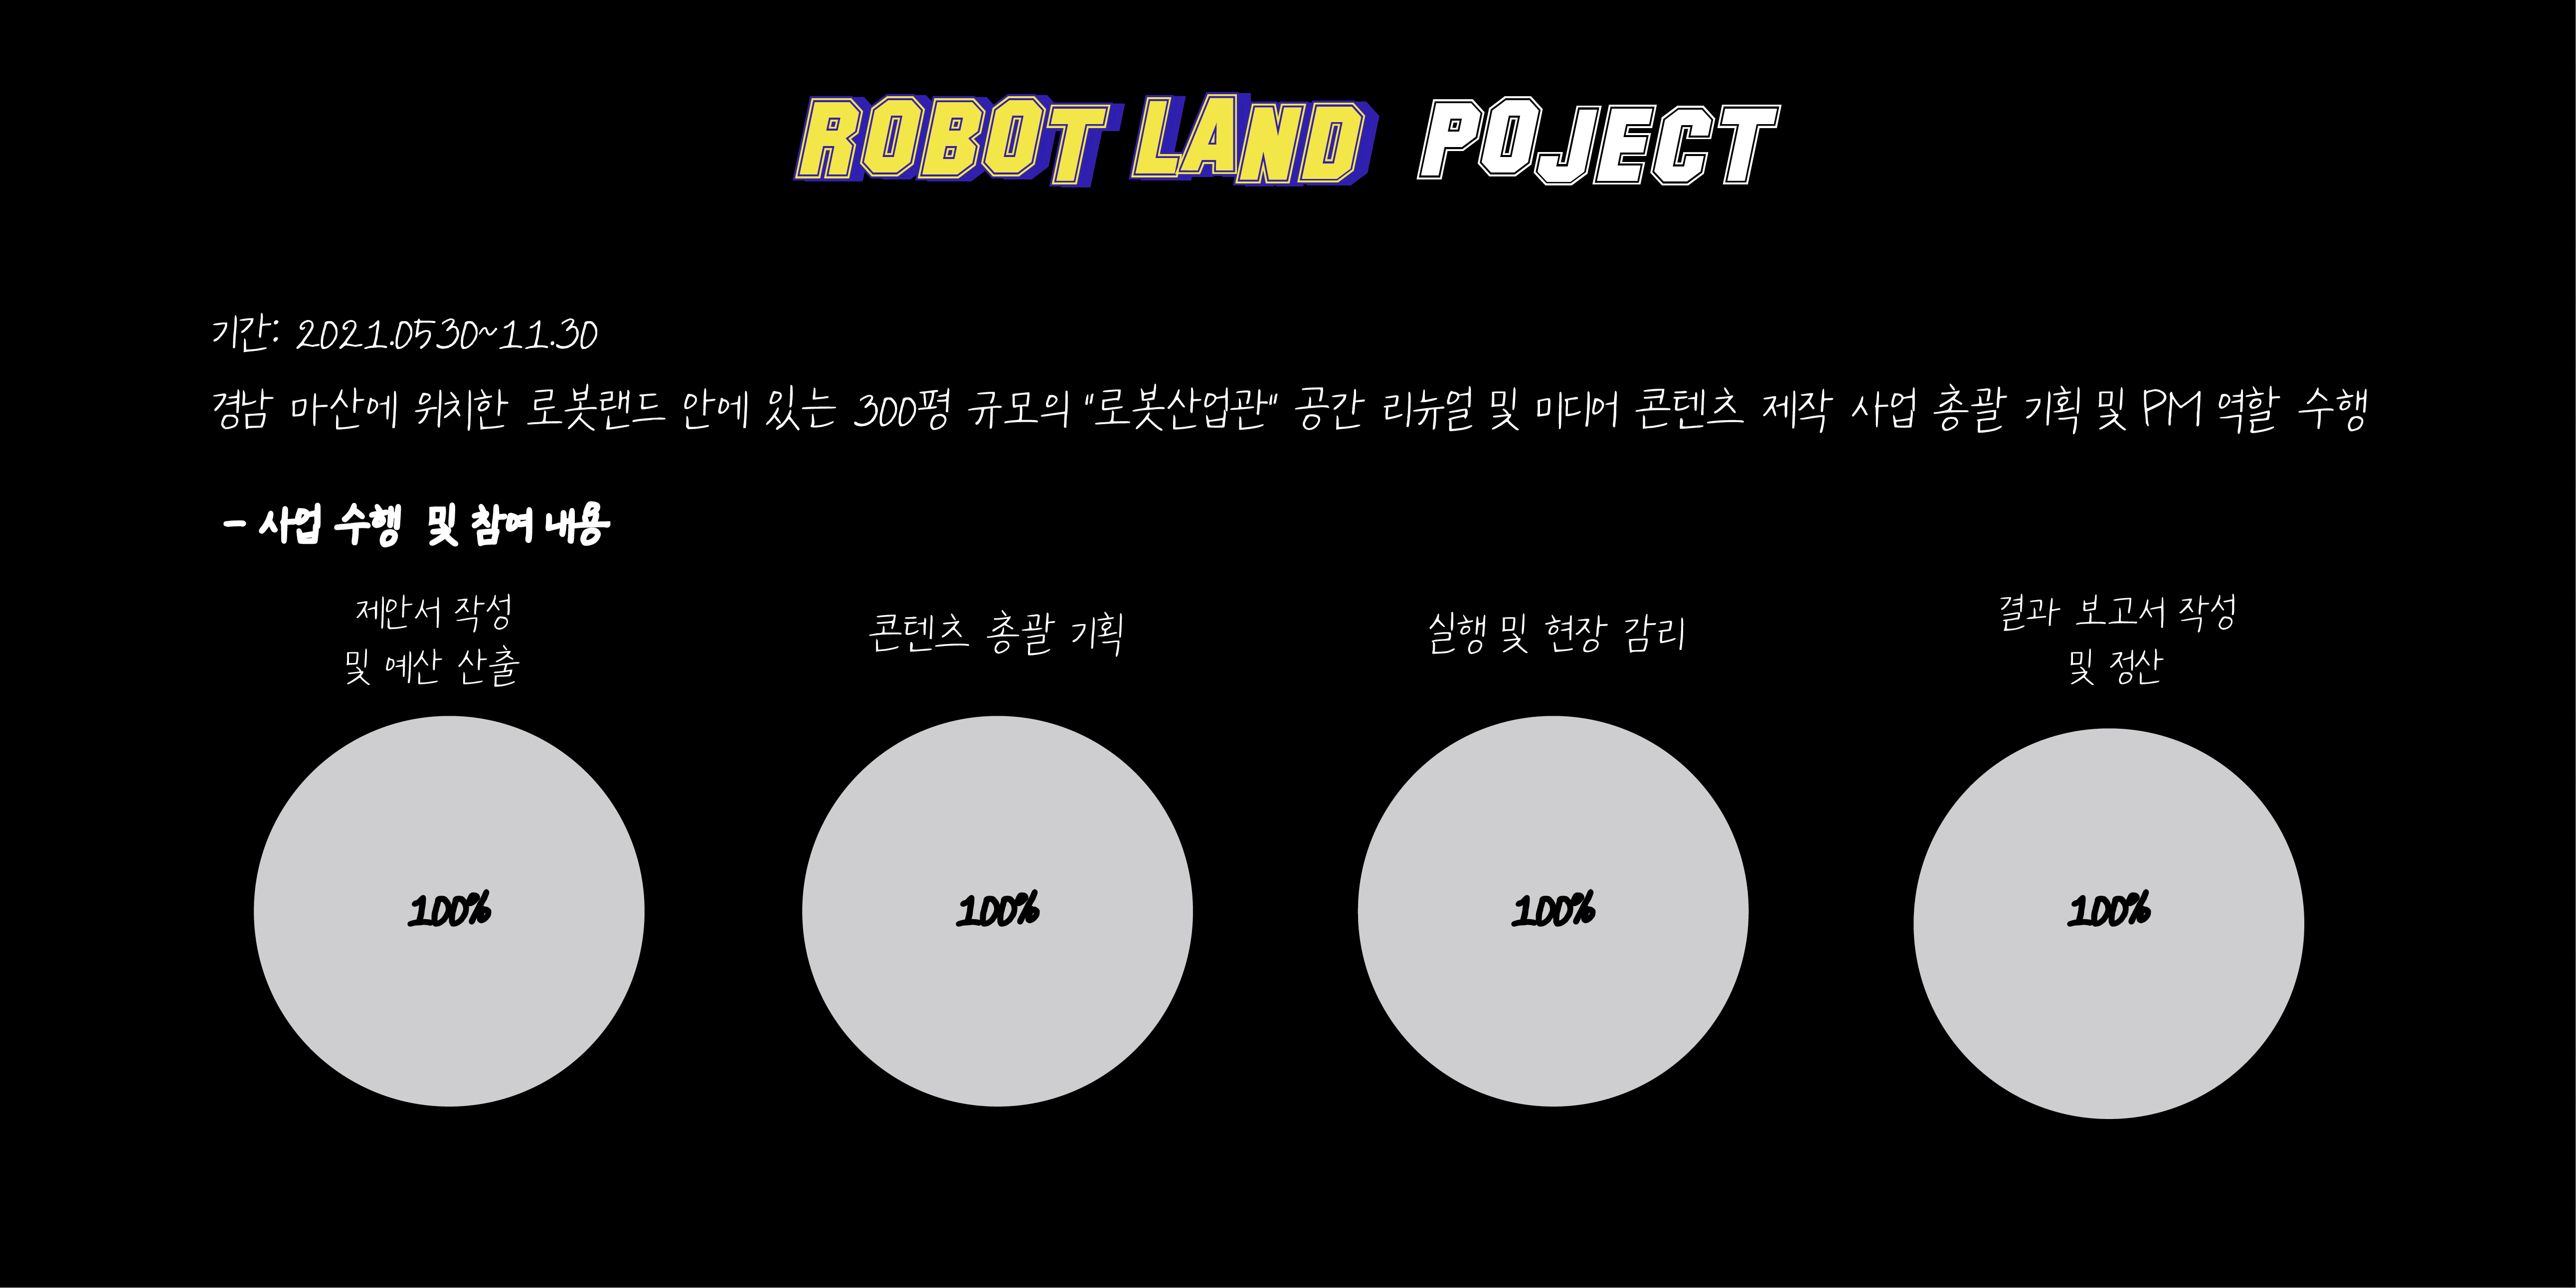 ROBOT LAND POJECT
기간: 2021.0530~11.30
경남 마산에 위치한 로봇랜드 안에 있는 300평 규모의 "로봇산업관" 공간 리뉴얼 및 미디어 콘텐츠 제작 사업 총괄 기획 및 PM 역할 수행
- 사업 수행 및 참여 내용
제안서 작성
및 예산 산출
콘텐츠 총괄 기획
실행 및 현장 감리
결과 보고서 작성
및 정산
100%
100%
100%
100%